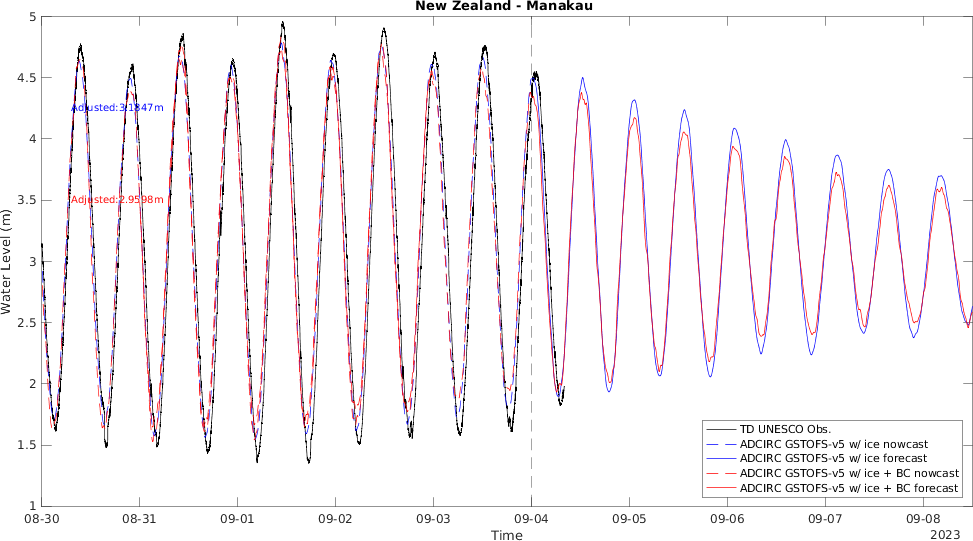 New Zealand - Manakau
5
4.5
4
3.5
3
2.5
2
1.5
1
Water Level (m)
Adjusted:3.1847m
Adjusted:2.9598m
TD UNESCO Obs.
ADCIRC GSTOFS-v5 w/ ice nowcast
ADCIRC GSTOFS-v5 w/ ice forecast
ADCIRC GSTOFS-v5 w/ ice + BC nowcast
ADCIRC GSTOFS-v5 w/ ice + BC forecast
08-30 08-31 09-01 09-02 09-03 09-04 09-05 09-06 09-07 09-08
Time
2023